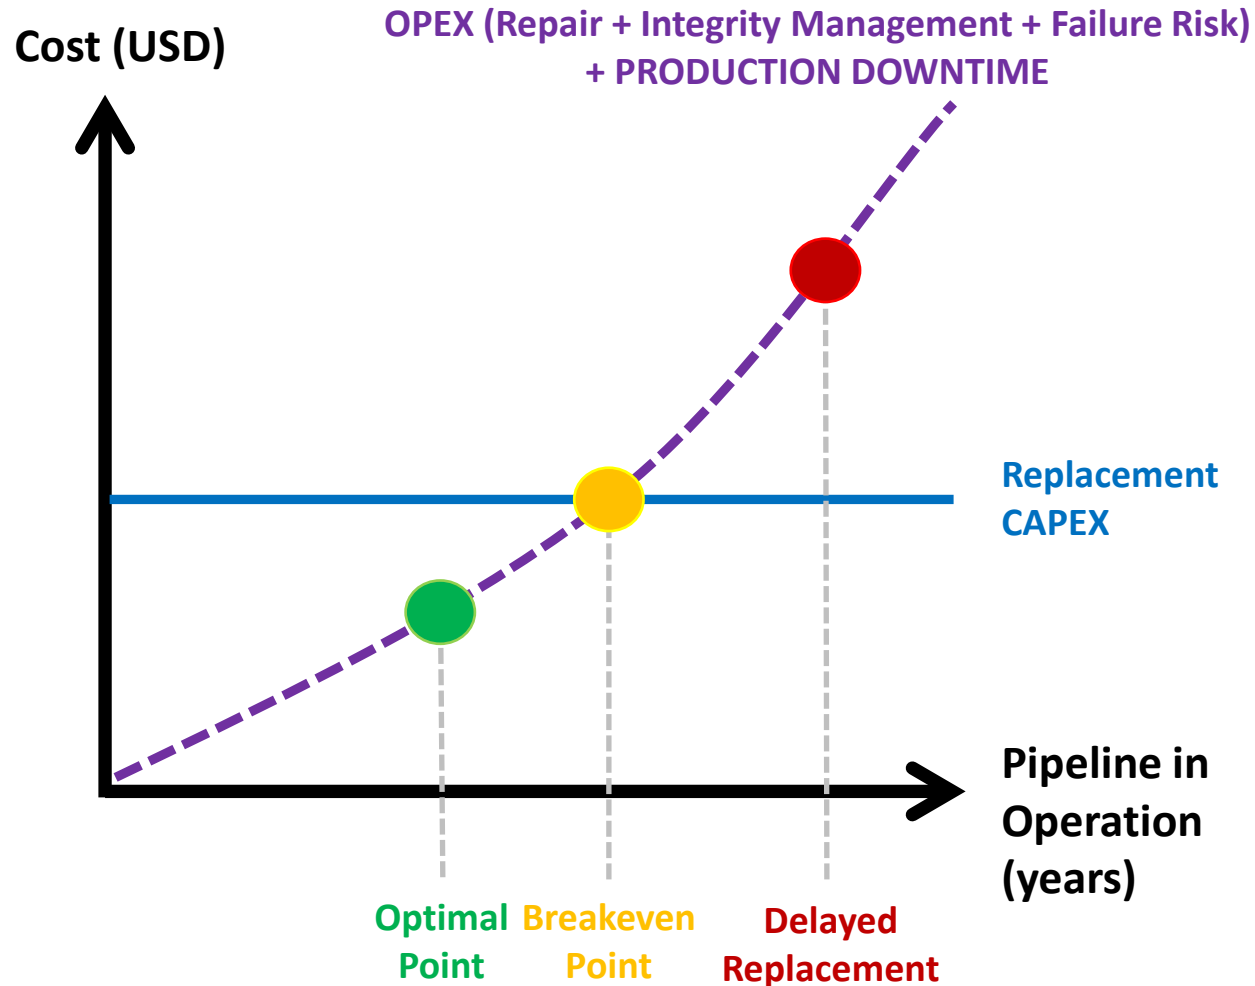 OPEX (Repair + Integrity Management + Failure Risk)
+ PRODUCTION DOWNTIME
Cost (USD)
Replacement
CAPEX
Pipeline in
Operation
(years)
Optimal
Point
Breakeven
Point
Delayed
Replacement